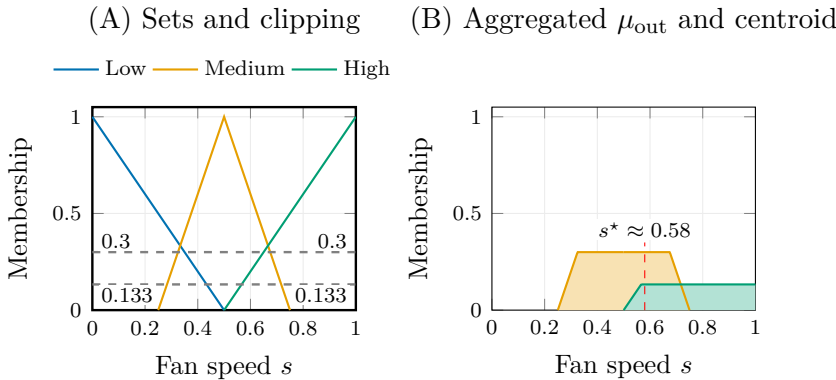 (A) Sets and clipping
Low Medium High
1
0.5
0
0.3 0.3
0.133 0.133
0 0.2 0.4 0.6 0.8 1
Fan speed s
Membership
(B) Aggregated μ_out and centroid
1
0.5
0
s⋆ ≈ 0.58
0 0.2 0.4 0.6 0.8 1
Fan speed s
Membership